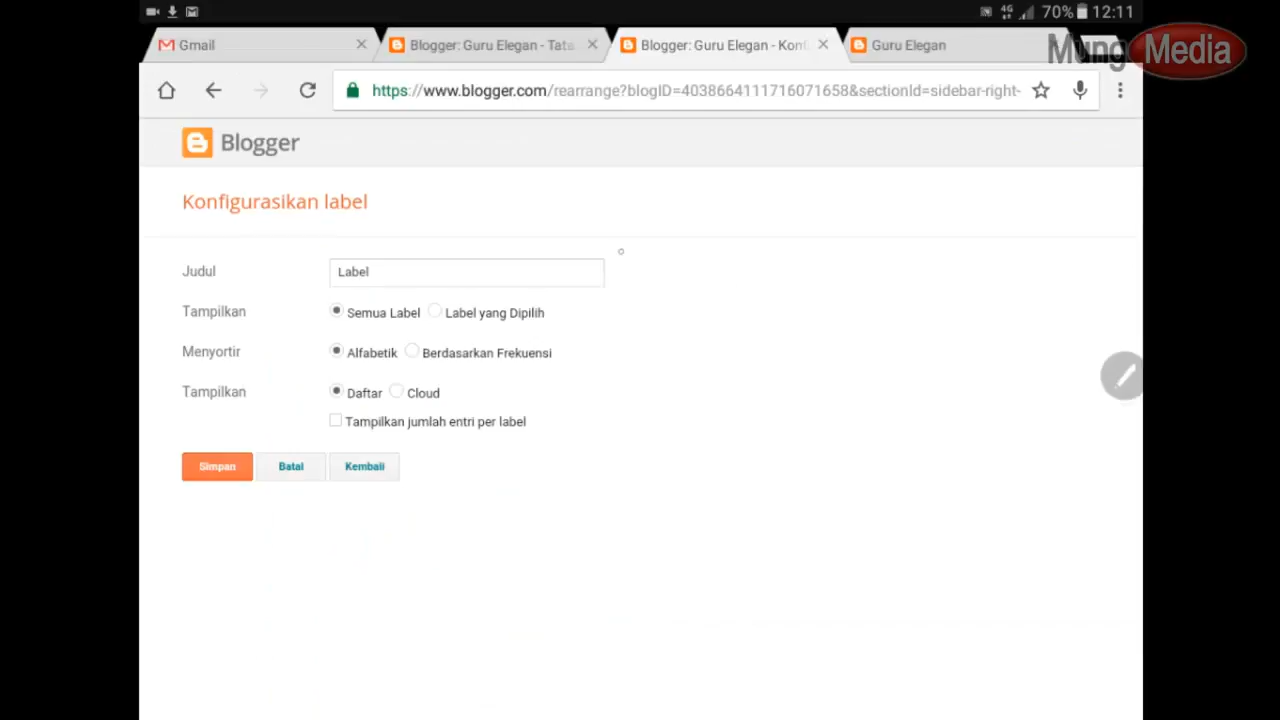 4G 70% 12:11
Gmail Blogger: Guru Elegan - Tata Blogger: Guru Elegan - Konf Guru Elegan
Mung Media
https://www.blogger.com/rearrange?blogID=4038664111716071658&sectionId=sidebar-right-
Blogger
Konfigurasikan label
Judul Label
Tampilkan Semua Label Label yang Dipilih
Menyortir Alfabetik Berdasarkan Frekuensi
Tampilkan Daftar Cloud
Tampilkan jumlah entri per label
Simpan Batal Kembali